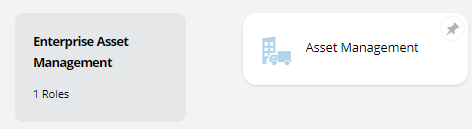 Enterprise Asset
Management
1 Roles
Asset Management